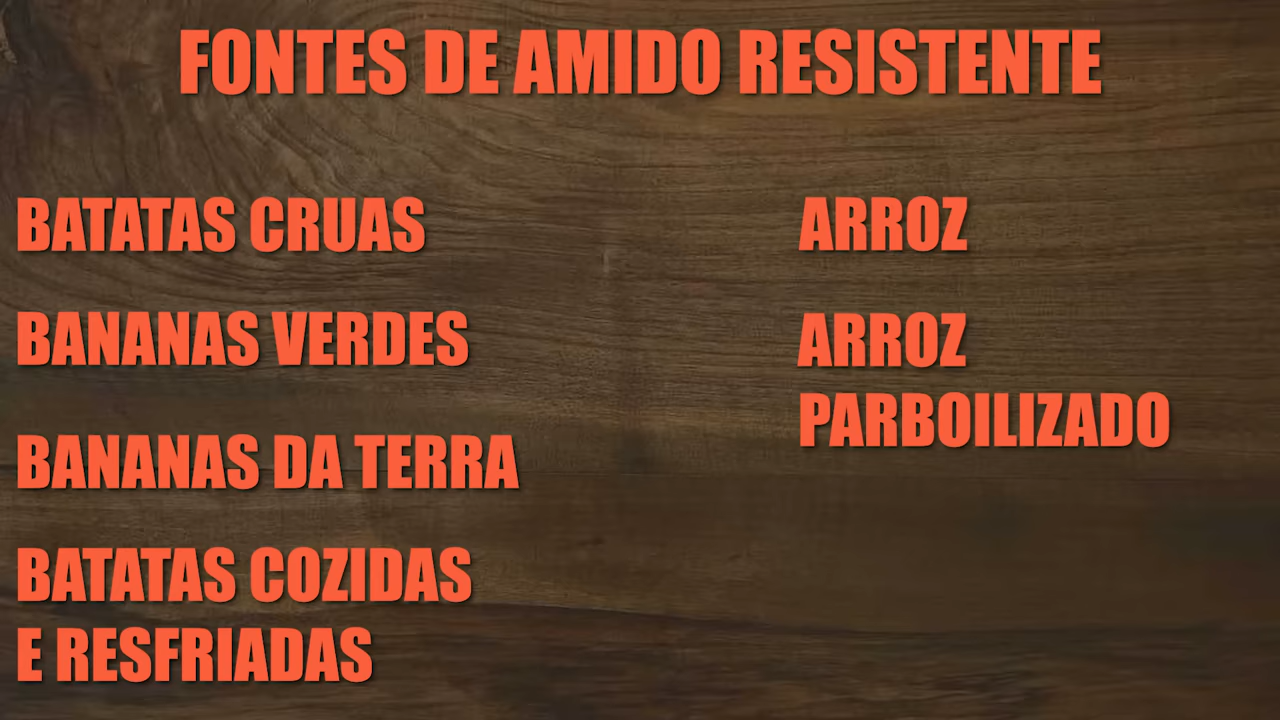 FONTES DE AMIDO RESISTENTE
BATATAS CRUAS
BANANAS VERDES
BANANAS DA TERRA
BATATAS COZIDAS
E RESFRIADAS
ARROZ
ARROZ
PARBOILIZADO